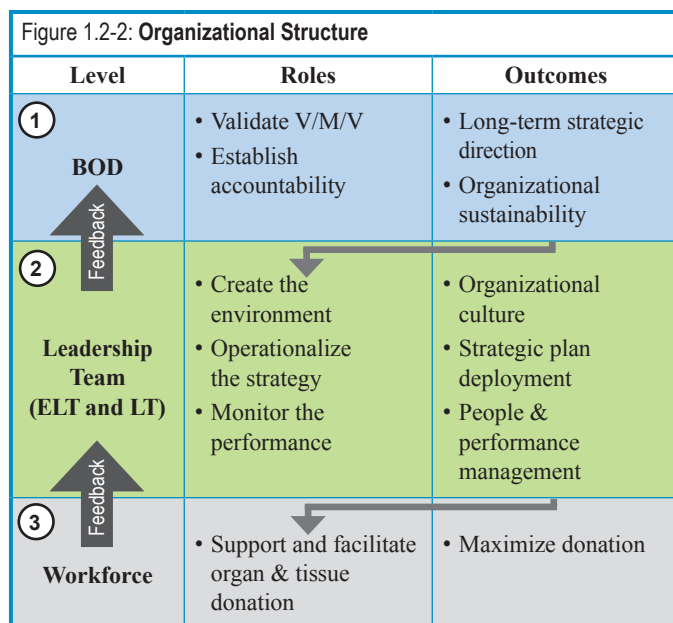 Figure 1.2-2: Organizational Structure
Level Roles Outcomes
1
BOD
Feedback
• Validate V/M/V
• Establish
accountability
• Long-term strategic
direction
• Organizational
sustainability
2
Leadership
Team
(ELT and LT)
Feedback
• Create the
environment
• Operationalize
the strategy
• Monitor the
performance
• Organizational
culture
• Strategic plan
deployment
• People &
performance
management
3
Workforce
• Support and facilitate
organ & tissue
donation
• Maximize donation